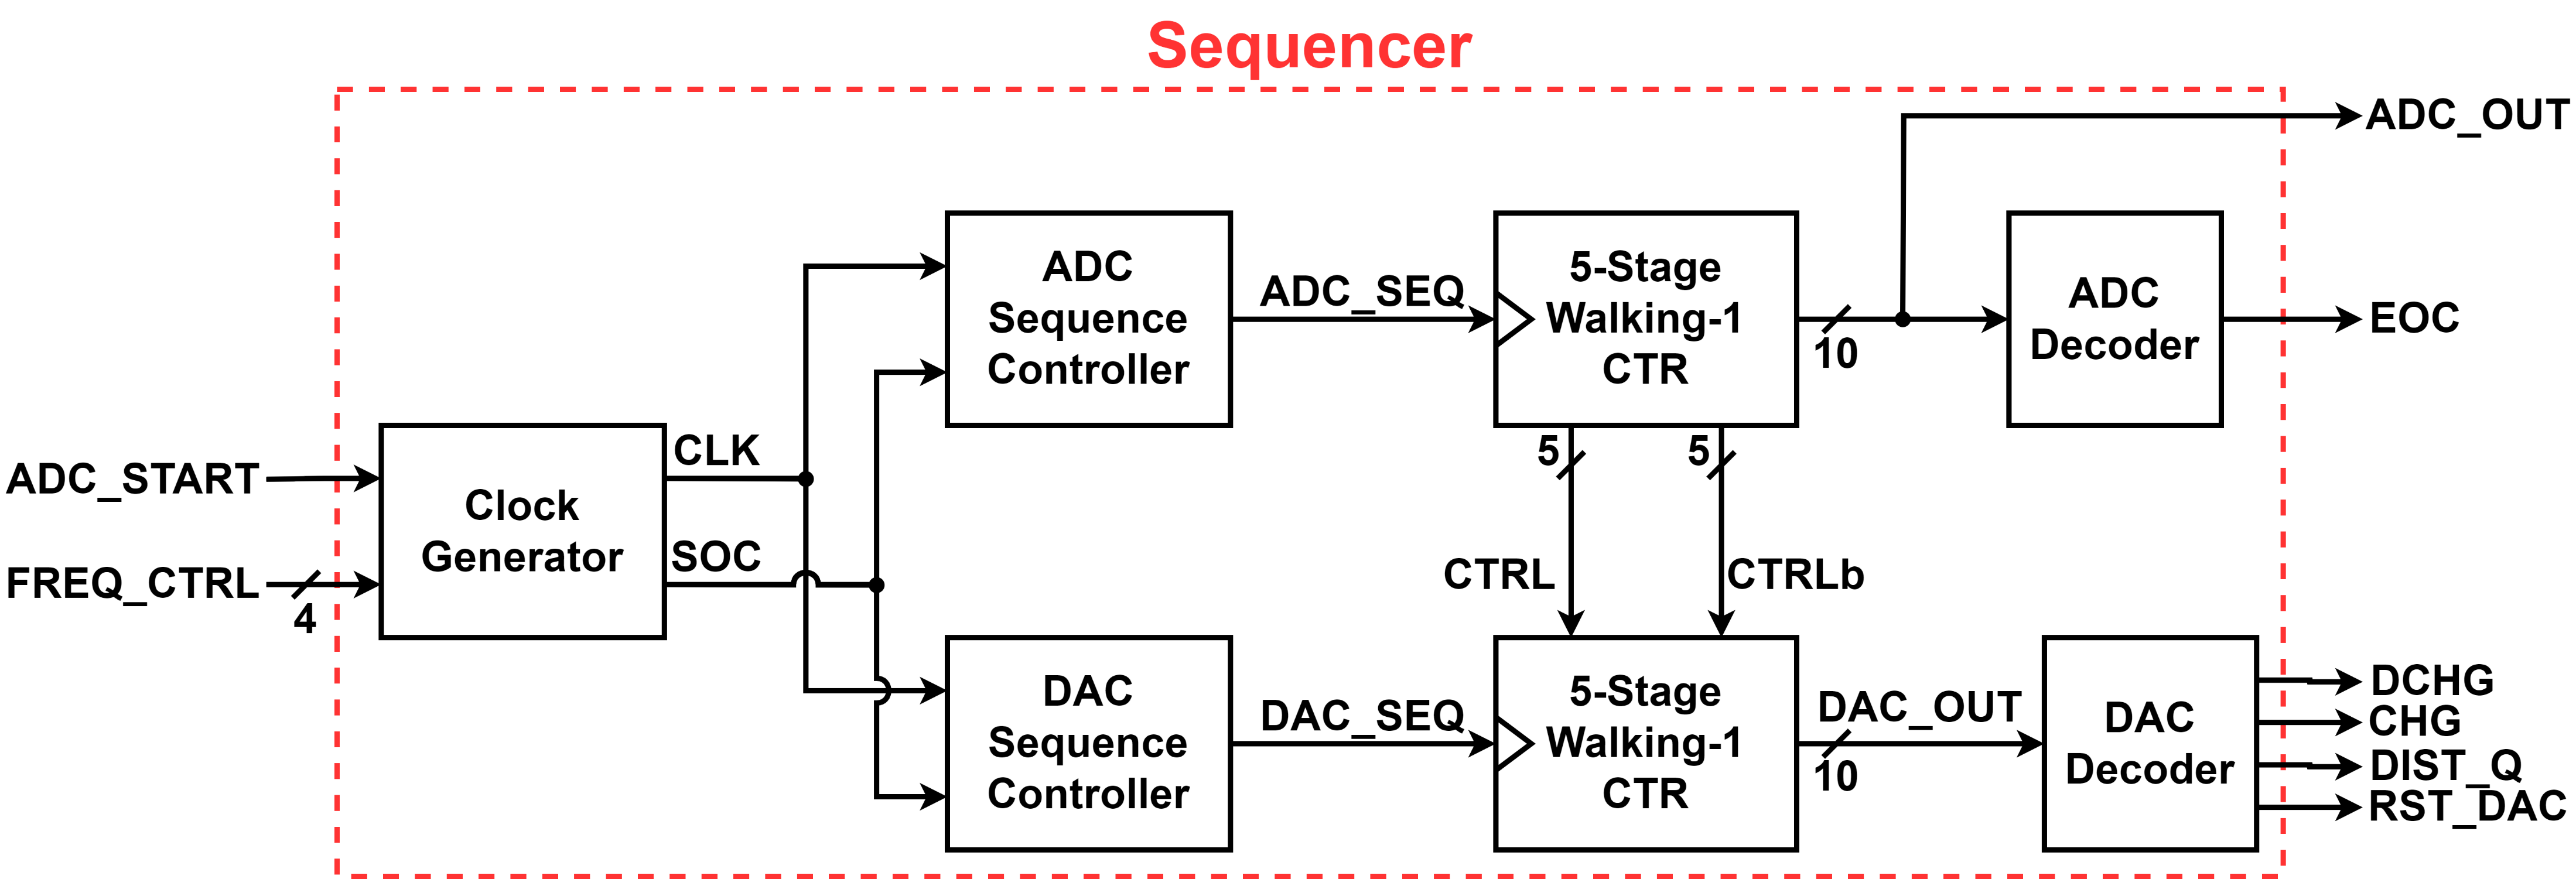 Sequencer
ADC_OUT
ADC
Sequence
Controller
ADC_SEQ
5-Stage
Walking-1
CTR
10
ADC
Decoder
EOC
ADC_START
FREQ_CTRL
4
Clock
Generator
CLK
SOC
5
5
CTRL
CTRLb
DAC
Sequence
Controller
DAC_SEQ
5-Stage
Walking-1
CTR
DAC_OUT
10
DAC
Decoder
DCHG
CHG
DIST_Q
RST_DAC